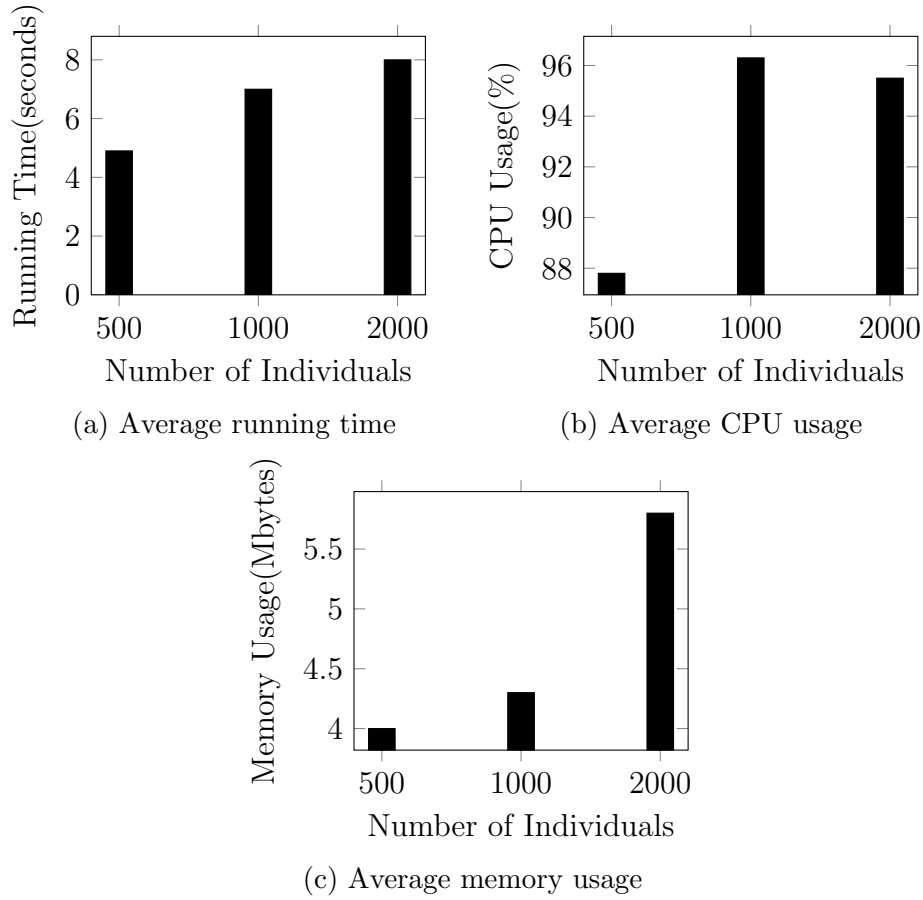 Running Time(seconds)
8
6
4
2
0
500 1000 2000
Number of Individuals
(a) Average running time
CPU Usage(%)
96
94
92
90
88
500 1000 2000
Number of Individuals
(b) Average CPU usage
Memory Usage(Mbytes)
5.5
5
4.5
4
500 1000 2000
Number of Individuals
(c) Average memory usage